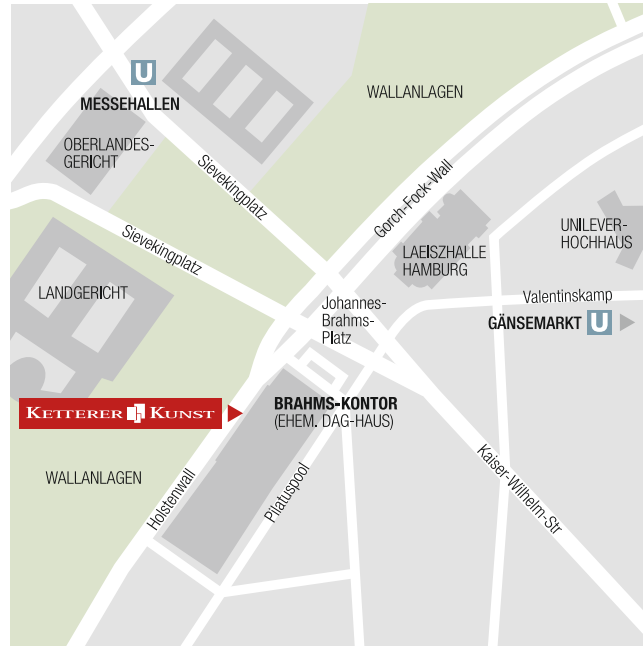 U
MESSEHALLEN
WALLANLAGEN
OBERLANDES-
GERICHT
Sievekingplatz
Gorch-Fock-Wall
Sievekingplatz
LAEISZHALLE
HAMBURG
UNILEVER-
HOCHHAUS
LANDGERICHT
Johannes-
Brahms-
Platz
Valentinskamp
GÄNSEMARKT U
KETTERER KUNST
BRAHMS-KONTOR
(EHEM. DAG-HAUS)
WALLANLAGEN
Holstenwall
Pilatuspool
Kaiser-Wilhelm-Str